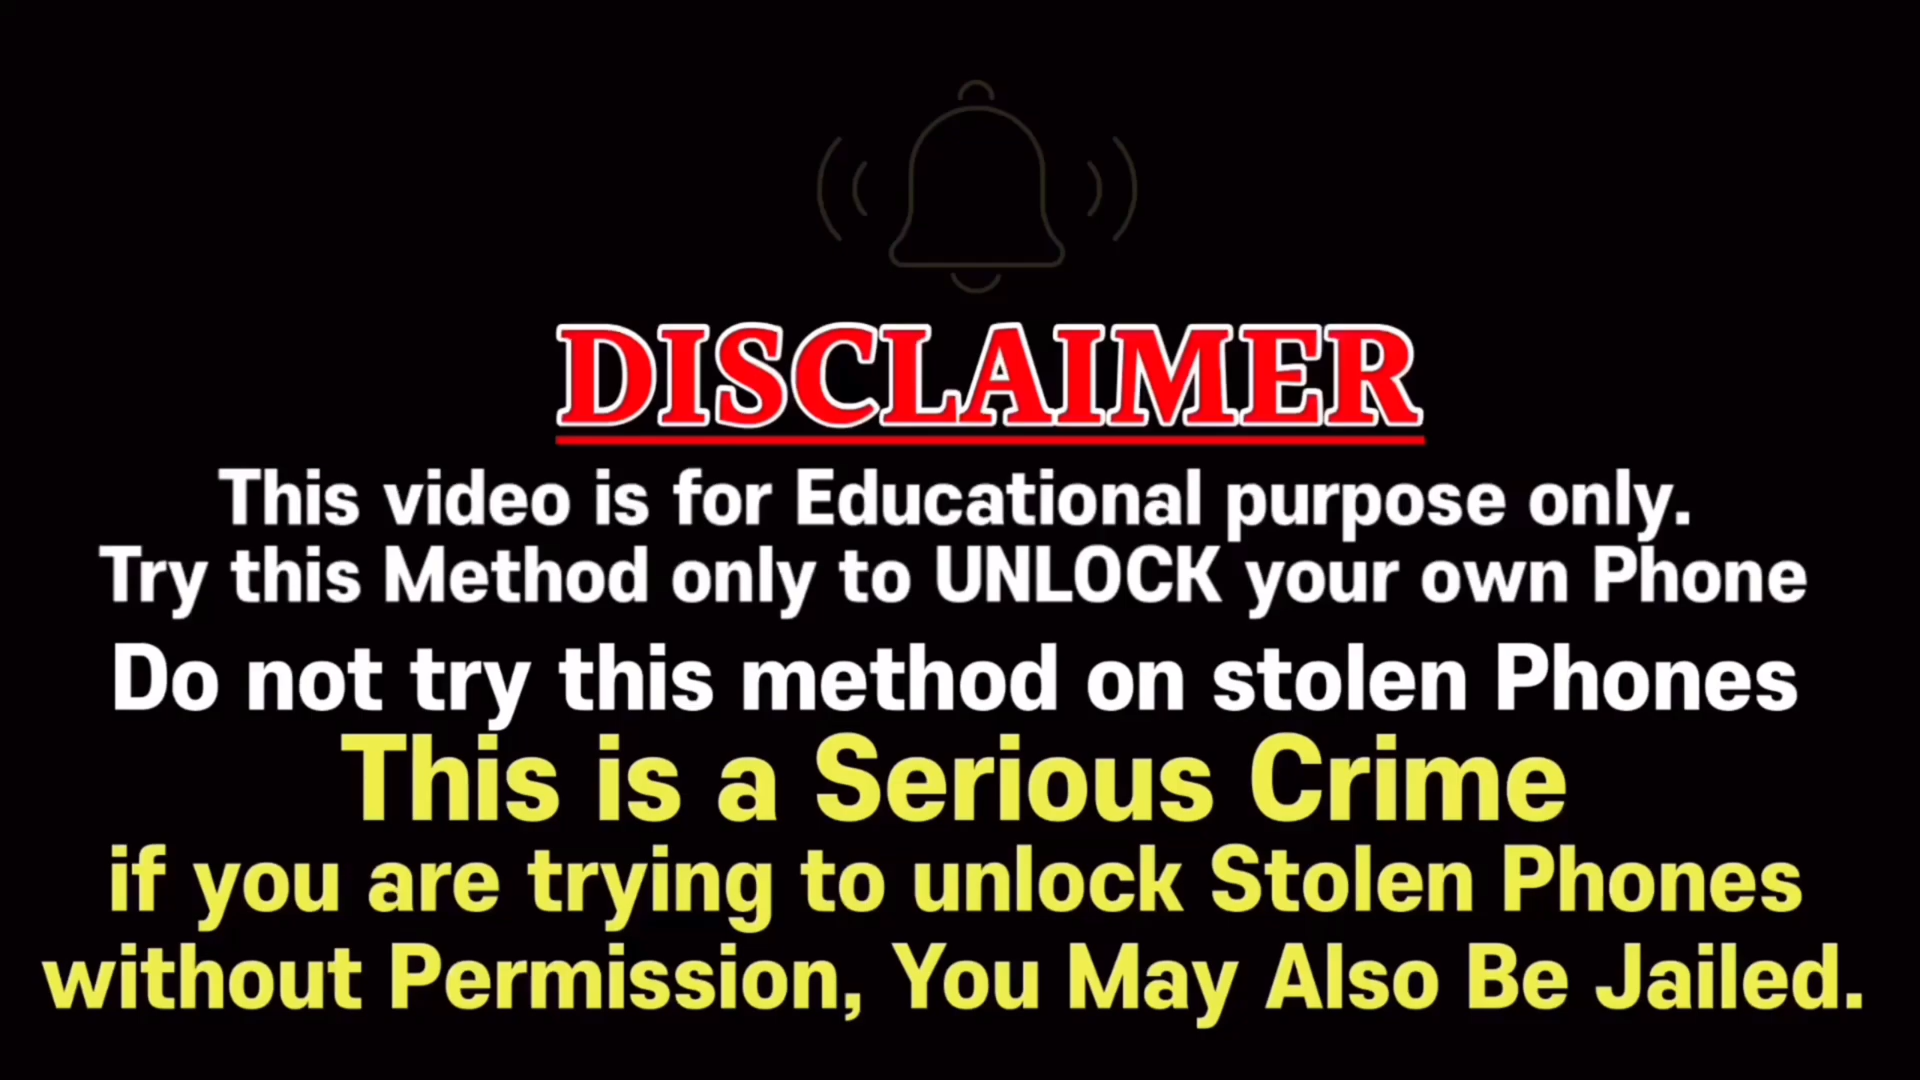 DISCLAIMER
This video is for Educational purpose only.
Try this Method only to UNLOCK your own Phone
Do not try this method on stolen Phones
This is a Serious Crime
if you are trying to unlock Stolen Phones
without Permission, You May Also Be Jailed.